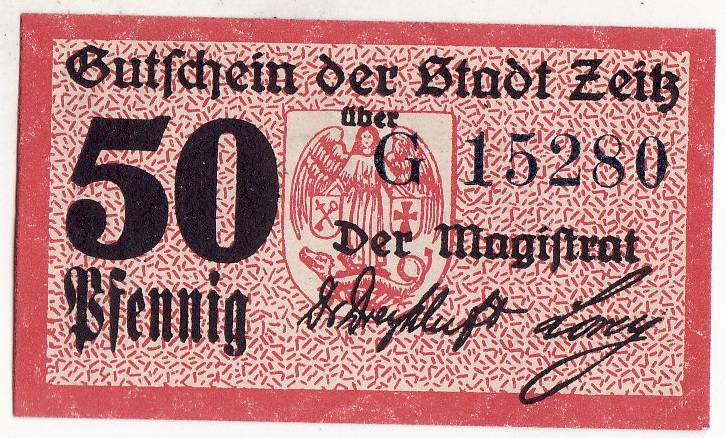 Gutschein der Stadt Zeitz
über
50
G 15280
Der Magistrat
Pfennig